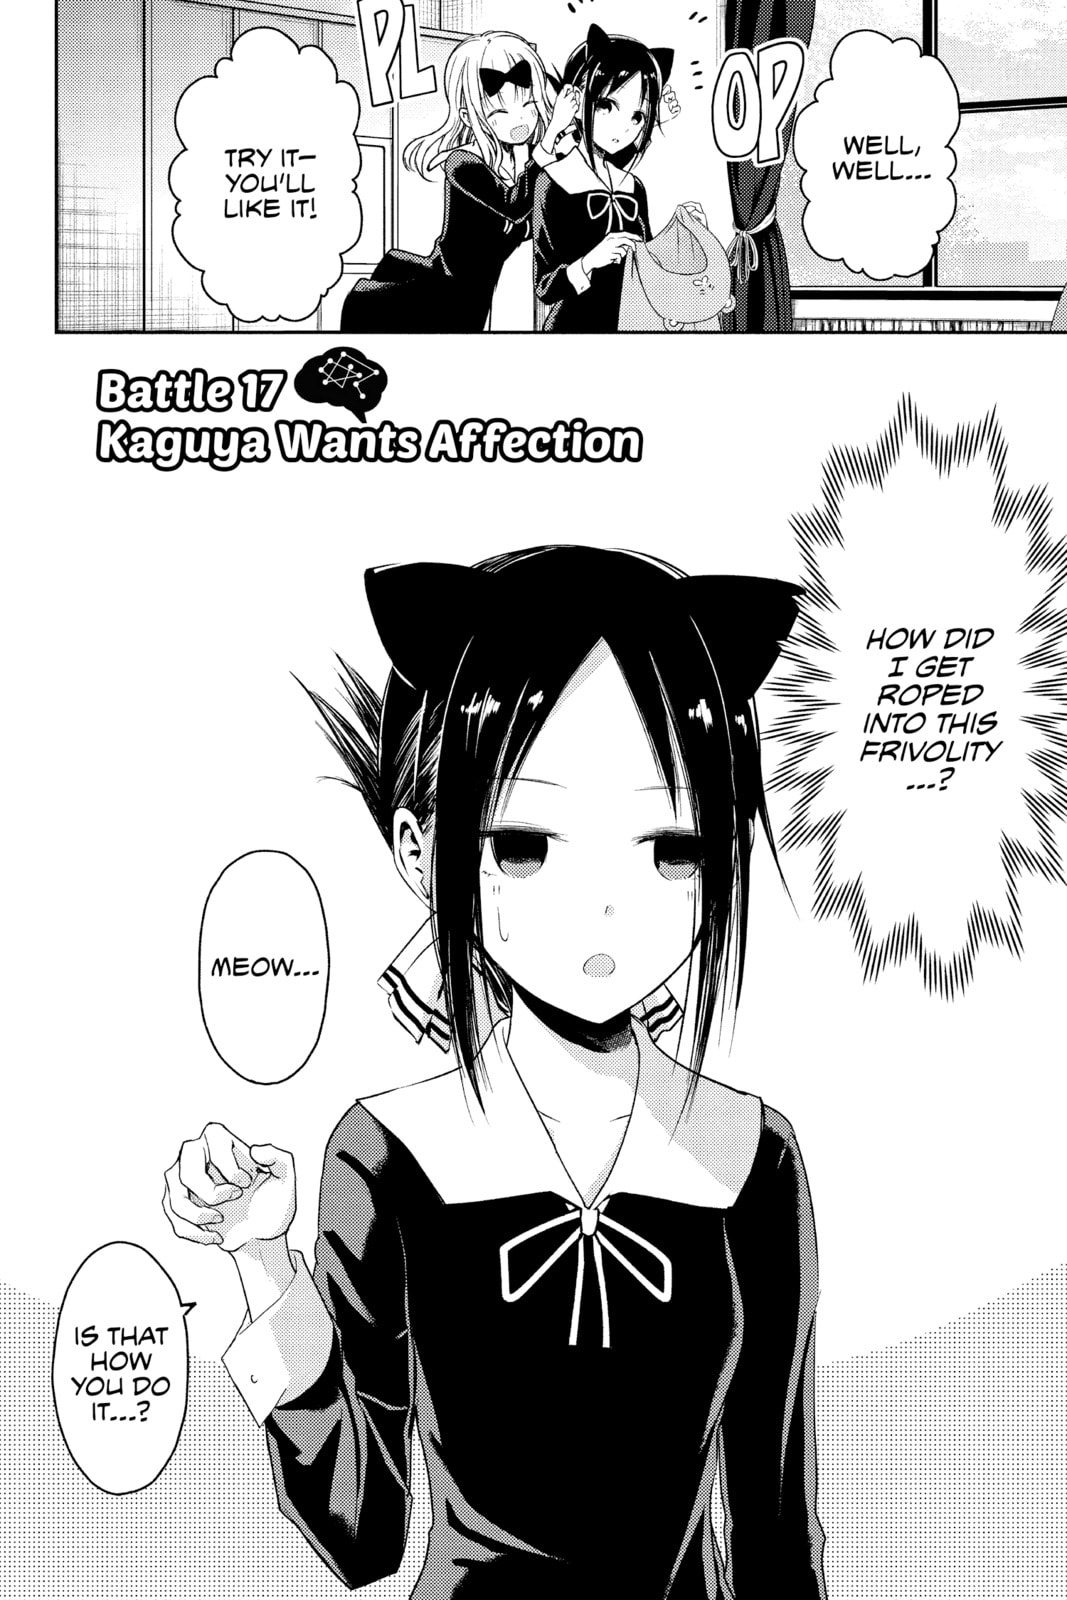 WELL,
WELL...
PL
OP
TRY IT—
YOU'LL
LIKE IT!
Battle 17
Kaguya Wants Affection
HOW DID
I GET
ROPED
INTO THIS
FRIVOLITY
...?
MEOW...
IS THAT
HOW
YOU DO
IT...?